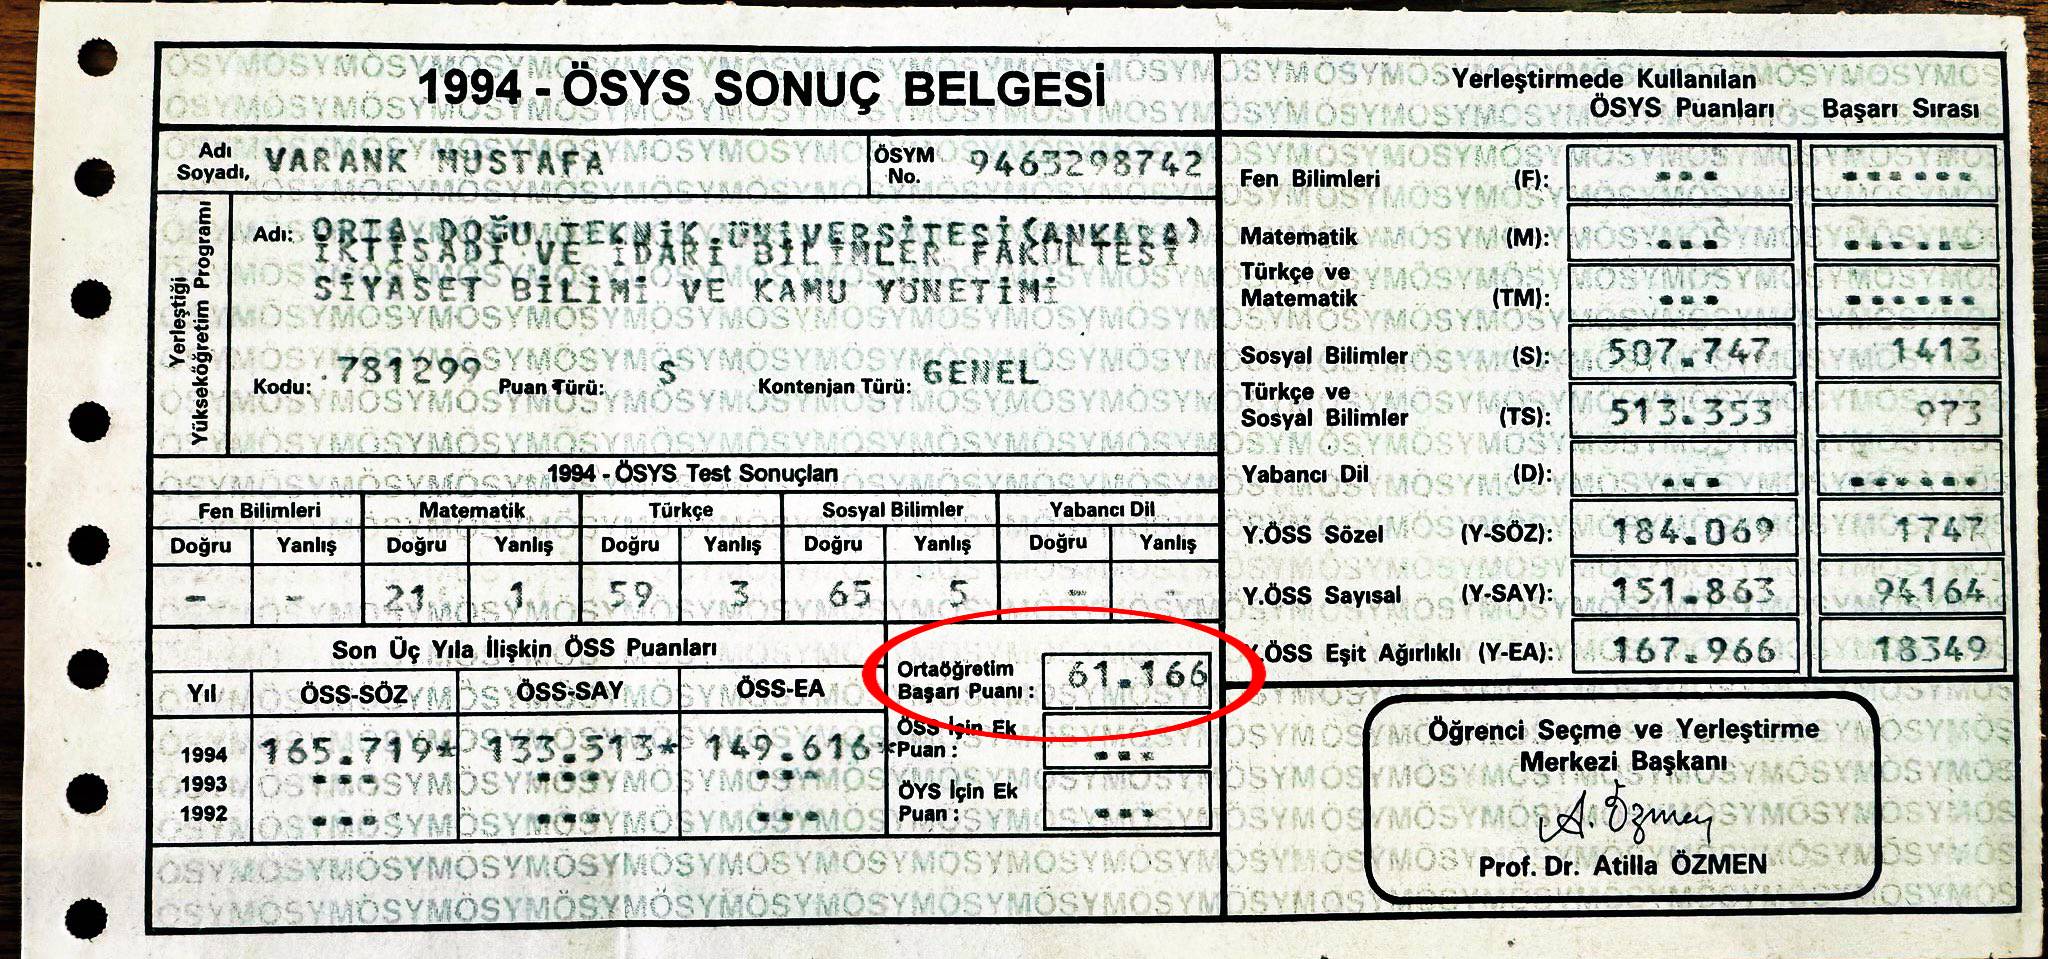 1994 - ÖSYS SONUÇ BELGESİ
Adı Soyadı, VARANK MUSTAFA
ÖSYM No. 9463298742
Yerleştiği Yükseköğretim Programı
Adı: ORTA DOĞU TEKNİK ÜNİVERSİTESİ(ANKARA)
İKTİSADİ VE İDARİ BİLİMLER FAKÜLTESİ
SİYASET BİLİMİ VE KAMU YÖNETİMİ
Kodu: 781299 Puan Türü: S Kontenjan Türü: GENEL
1994 - ÖSYS Test Sonuçları
Fen Bilimleri Matematik Türkçe Sosyal Bilimler Yabancı Dil
Doğru Yanlış Doğru Yanlış Doğru Yanlış Doğru Yanlış Doğru Yanlış
- - 21 1 59 3 65 5 - -
Son Üç Yıla İlişkin ÖSS Puanları
Yıl ÖSS-SÖZ ÖSS-SAY ÖSS-EA
1994 165.719* 133.513* 149.616*
1993 ... ... ...
1992 ... ... ...
Ortaöğretim
Başarı Puanı : 61.166
ÖSS İçin Ek
Puan : ...
ÖYS İçin Ek
Puan : ...
Yerleştirmede Kullanılan
ÖSYS Puanları Başarı Sırası
Fen Bilimleri (F): ... ......
Matematik (M): ... ......
Türkçe ve
Matematik (TM): ... ......
Sosyal Bilimler (S): 507.747 1413
Türkçe ve
Sosyal Bilimler (TS): 513.353 973
Yabancı Dil (D): ... ......
Y.ÖSS Sözel (Y-SÖZ): 184.069 1747
Y.ÖSS Sayısal (Y-SAY): 151.863 94164
Y.ÖSS Eşit Ağırlıklı (Y-EA): 167.966 18349
Öğrenci Seçme ve Yerleştirme
Merkezi Başkanı
A. Özmen
Prof. Dr. Atilla ÖZMEN